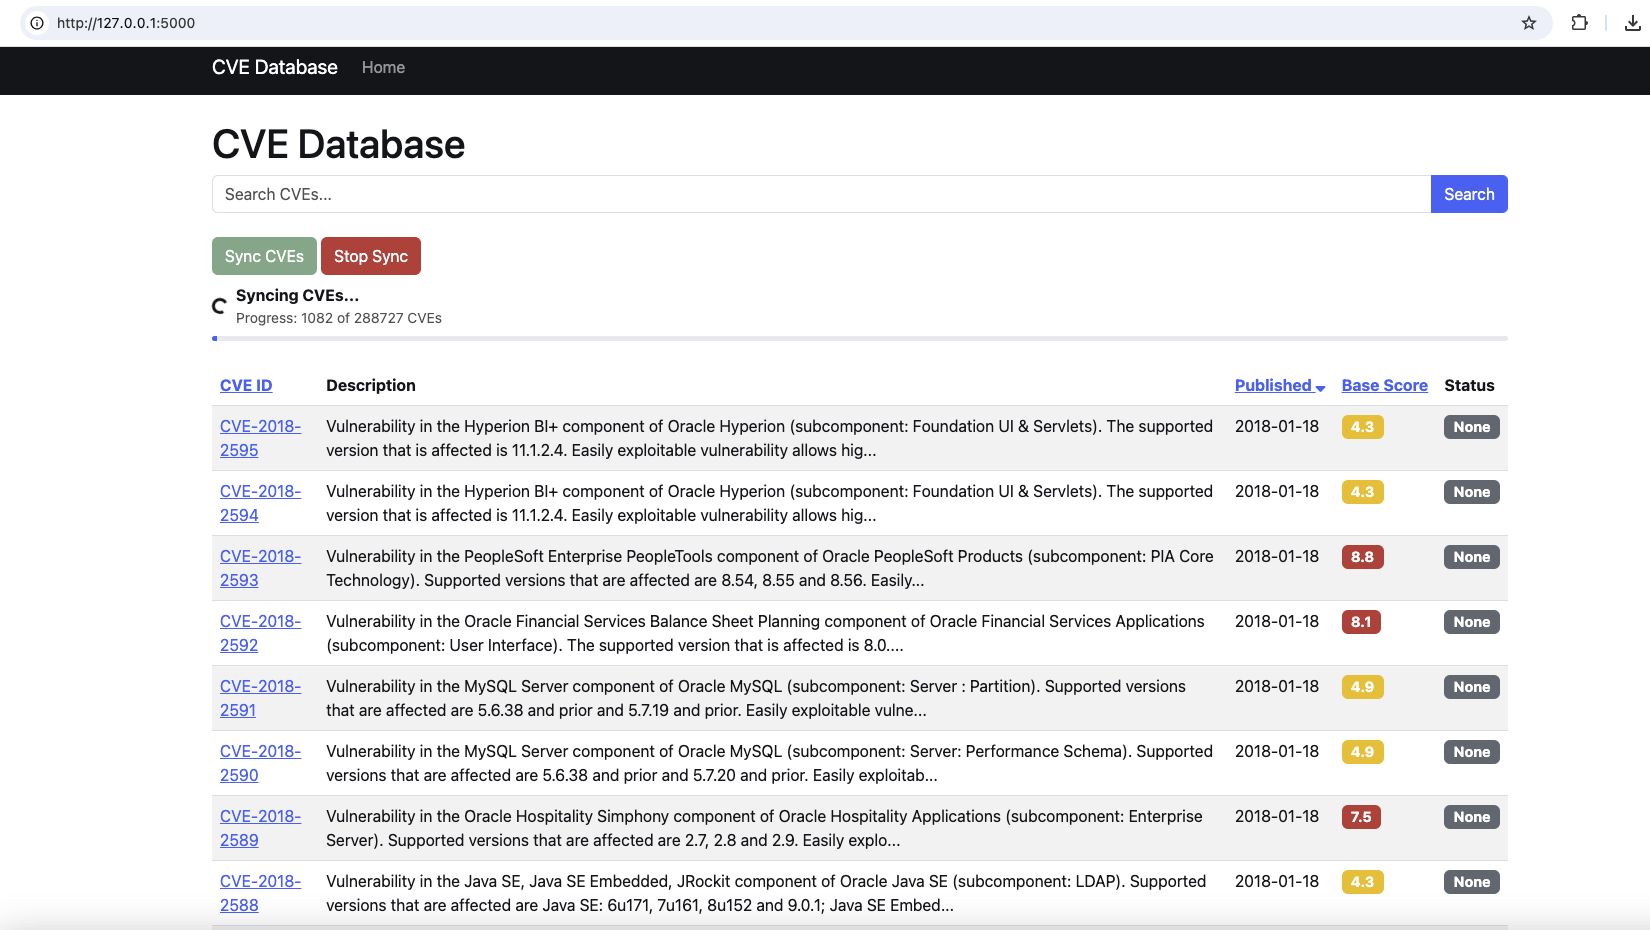 http://127.0.0.1:5000
CVE Database Home
CVE Database
Search CVEs... Search
Sync CVEs Stop Sync
Syncing CVEs...
Progress: 1082 of 288727 CVEs
CVE ID Description Published Base Score Status
CVE-2018- Vulnerability in the Hyperion BI+ component of Oracle Hyperion (subcomponent: Foundation UI & Servlets). The supported 2018-01-18 4.3 None
2595 version that is affected is 11.1.2.4. Easily exploitable vulnerability allows hig...
CVE-2018- Vulnerability in the Hyperion BI+ component of Oracle Hyperion (subcomponent: Foundation UI & Servlets). The supported 2018-01-18 4.3 None
2594 version that is affected is 11.1.2.4. Easily exploitable vulnerability allows hig...
CVE-2018- Vulnerability in the PeopleSoft Enterprise PeopleTools component of Oracle PeopleSoft Products (subcomponent: PIA Core 2018-01-18 8.8 None
2593 Technology). Supported versions that are affected are 8.54, 8.55 and 8.56. Easily...
CVE-2018- Vulnerability in the Oracle Financial Services Balance Sheet Planning component of Oracle Financial Services Applications 2018-01-18 8.1 None
2592 (subcomponent: User Interface). The supported version that is affected is 8.0....
CVE-2018- Vulnerability in the MySQL Server component of Oracle MySQL (subcomponent: Server : Partition). Supported versions 2018-01-18 4.9 None
2591 that are affected are 5.6.38 and prior and 5.7.19 and prior. Easily exploitable vulne...
CVE-2018- Vulnerability in the MySQL Server component of Oracle MySQL (subcomponent: Server: Performance Schema). Supported 2018-01-18 4.9 None
2590 versions that are affected are 5.6.38 and prior and 5.7.20 and prior. Easily exploitab...
CVE-2018- Vulnerability in the Oracle Hospitality Simphony component of Oracle Hospitality Applications (subcomponent: Enterprise 2018-01-18 7.5 None
2589 Server). Supported versions that are affected are 2.7, 2.8 and 2.9. Easily explo...
CVE-2018- Vulnerability in the Java SE, Java SE Embedded, JRockit component of Oracle Java SE (subcomponent: LDAP). Supported 2018-01-18 4.3 None
2588 versions that are affected are Java SE: 6u171, 7u161, 8u152 and 9.0.1; Java SE Embed...